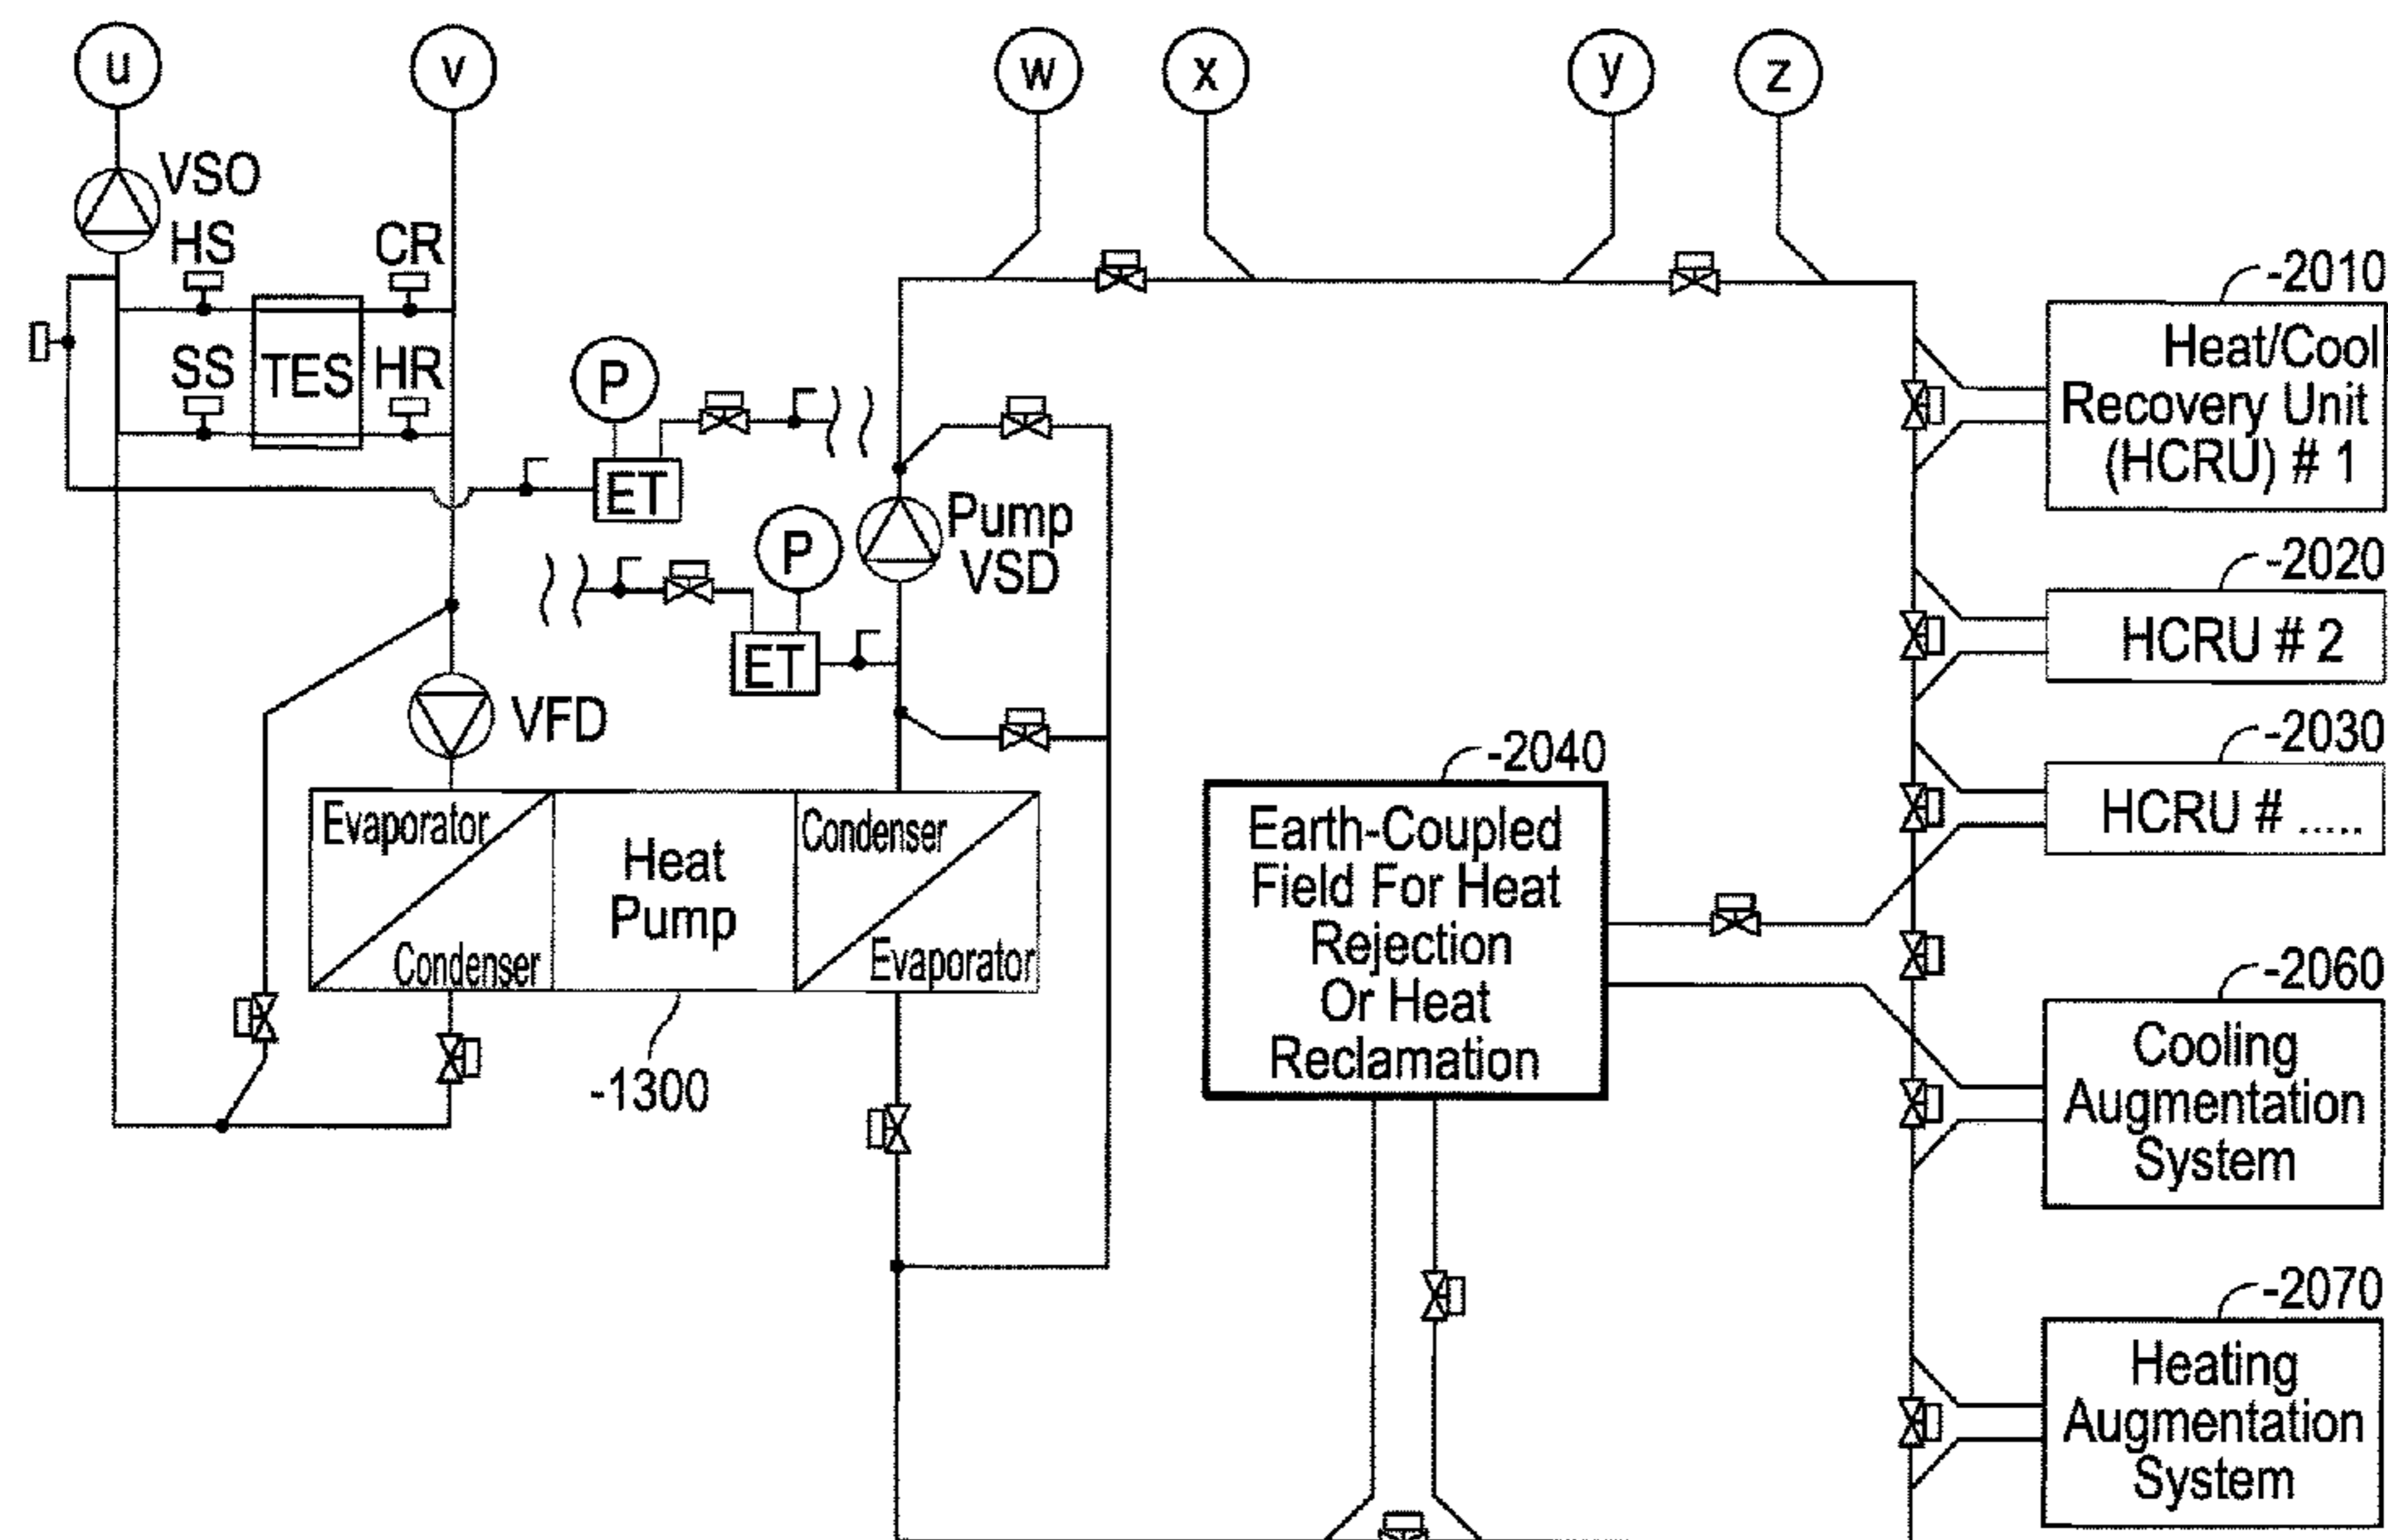 u
v
w
x
y
z
VSO
HS
CR
SS
TES
HR
P
ET
P
ET
Pump
VSD
VFD
Evaporator
Condenser
Heat
Pump
Condenser
Evaporator
-1300
-2010
Heat/Cool
Recovery Unit
(HCRU) # 1
-2020
HCRU # 2
-2030
HCRU # .....
-2040
Earth-Coupled
Field For Heat
Rejection
Or Heat
Reclamation
-2060
Cooling
Augmentation
System
-2070
Heating
Augmentation
System